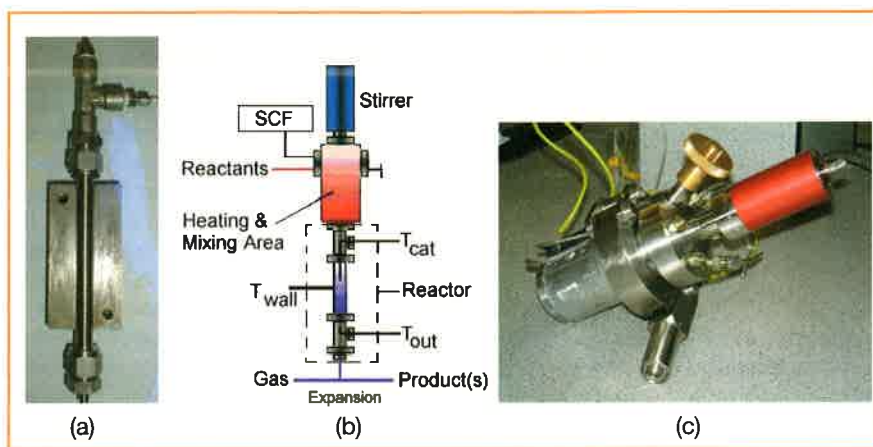 Stirrer
SCF
Reactants
Heating &
Mixing Area
Tcat
Twall
Reactor
Tout
Gas
Product(s)
Expansion
(a)
(b)
(c)